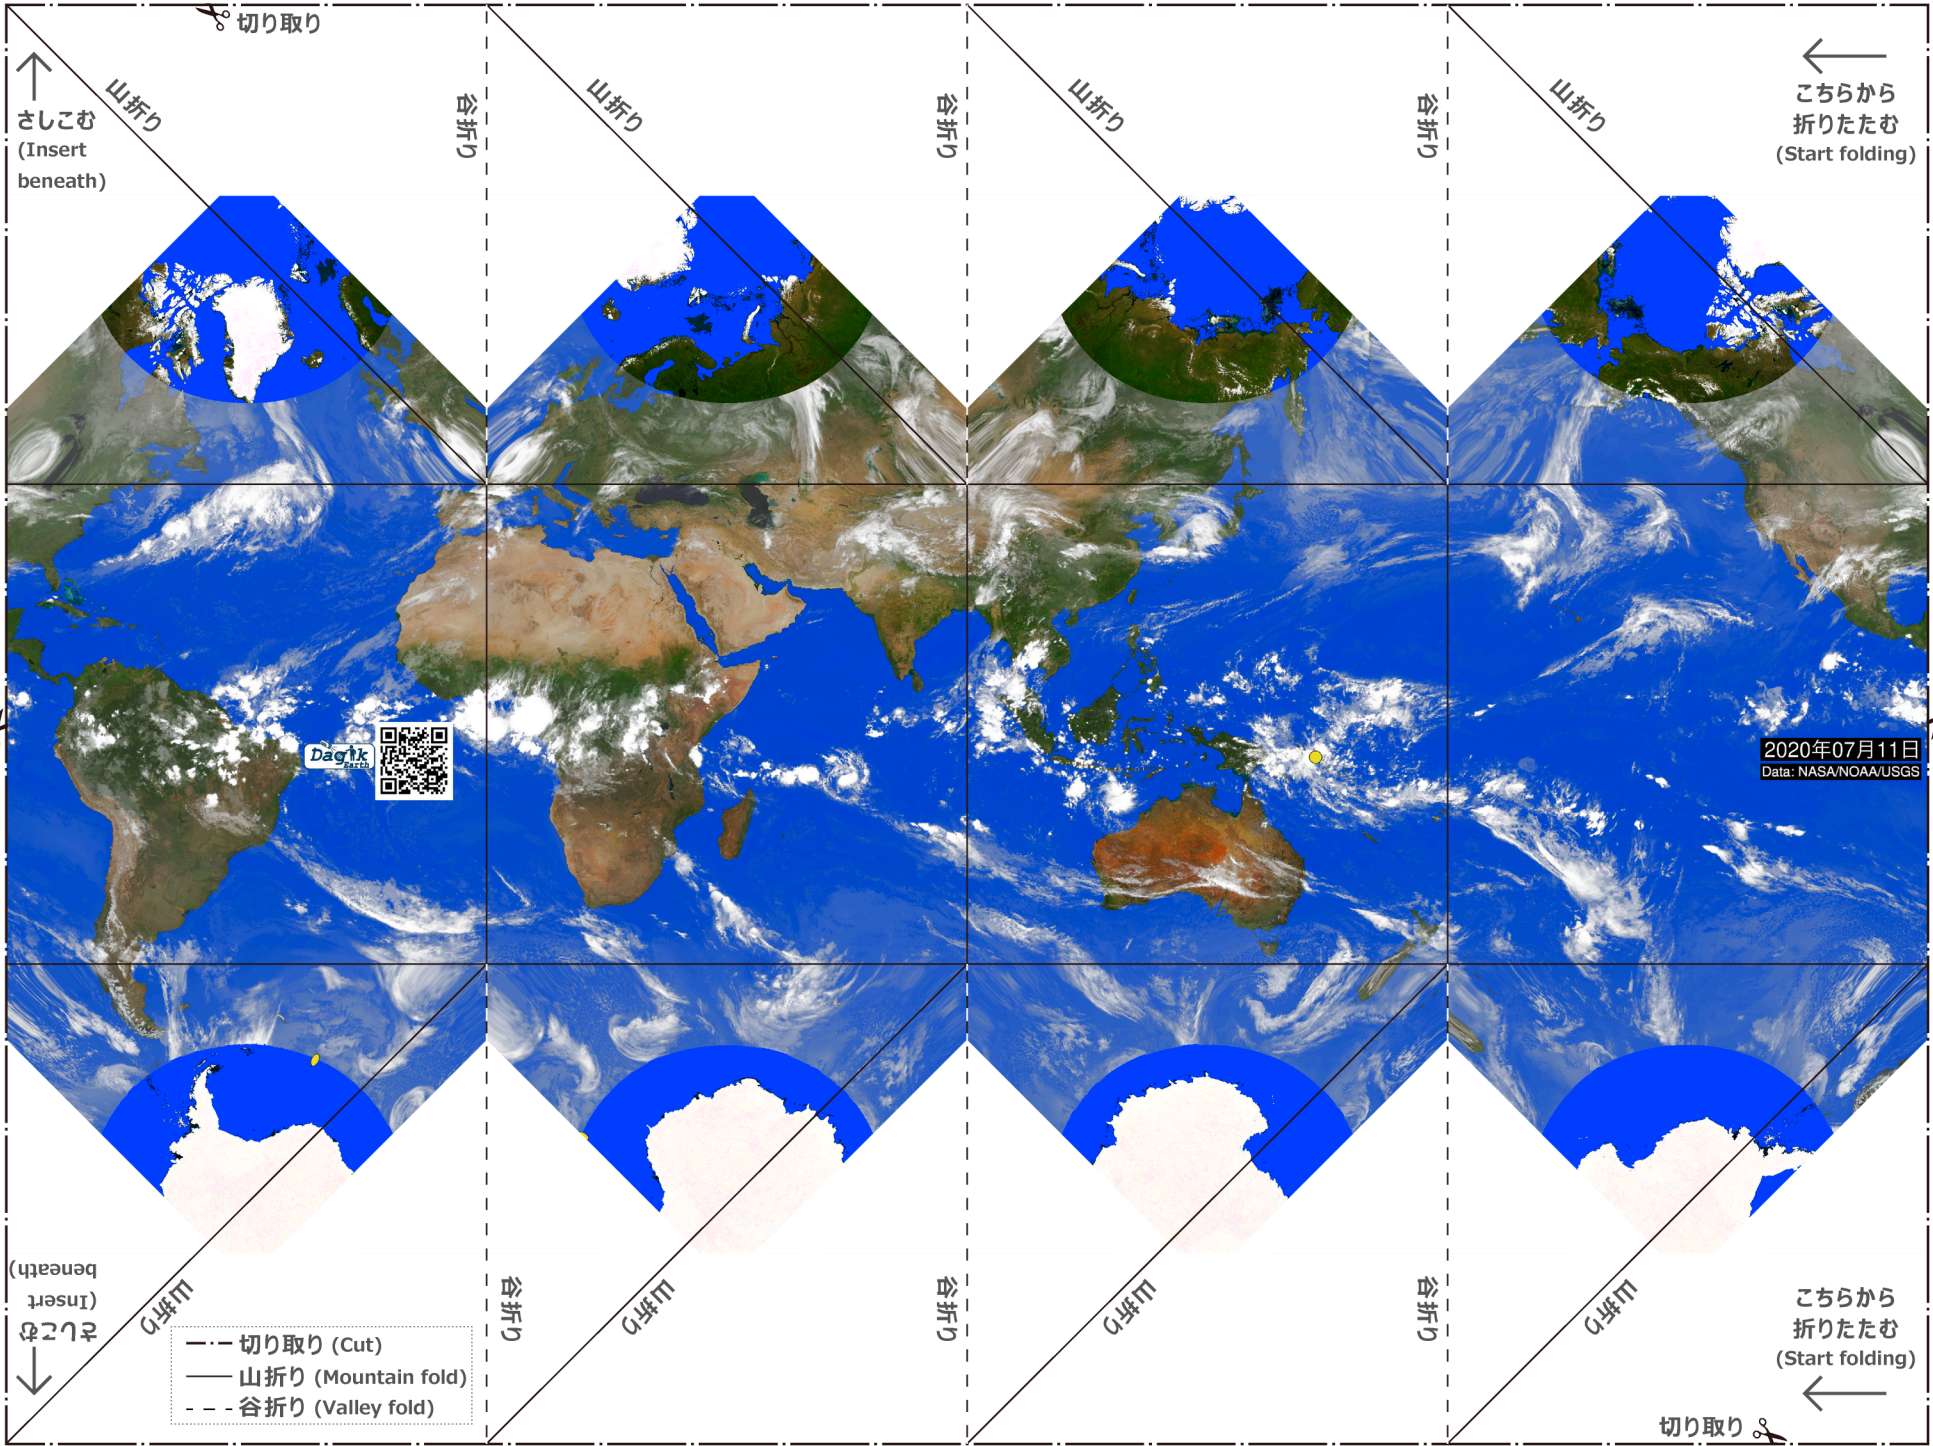 切り取り
さしこむ
(Insert
beneath)
山折り
谷折り
山折り
谷折り
山折り
谷折り
山折り
こちらから
折りたたむ
(Start folding)
Dagik
Earth
2020年07月11日
Data: NASA/NOAA/USGS
さしこむ
(Insert
beneath)
山折り
谷折り
山折り
谷折り
山折り
谷折り
山折り
こちらから
折りたたむ
(Start folding)
切り取り (Cut)
山折り (Mountain fold)
谷折り (Valley fold)
切り取り